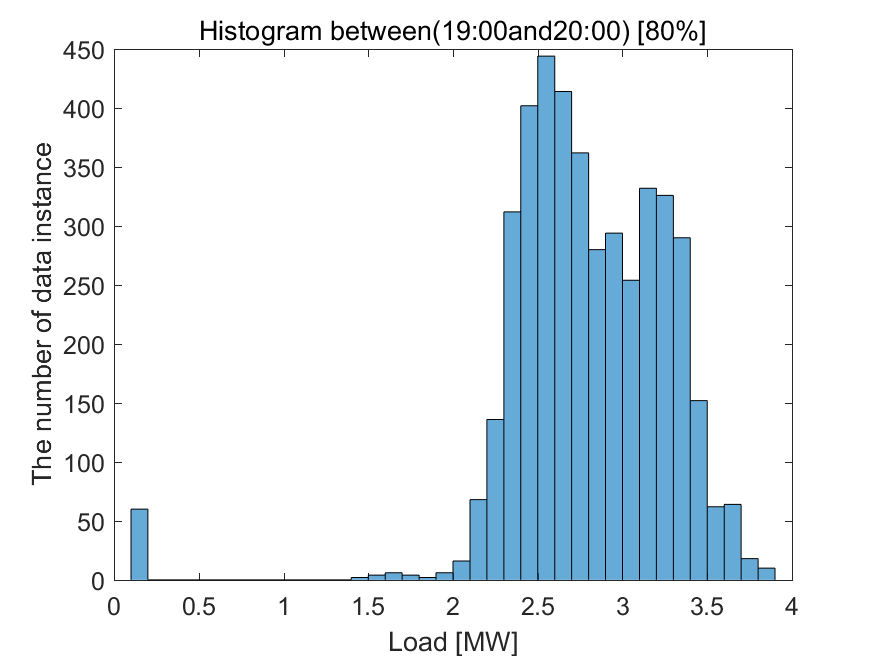 Histogram between(19:00and20:00) [80%]
450
400
350
300
250
200
150
100
50
0
The number of data instance
0 0.5 1 1.5 2 2.5 3 3.5 4
Load [MW]